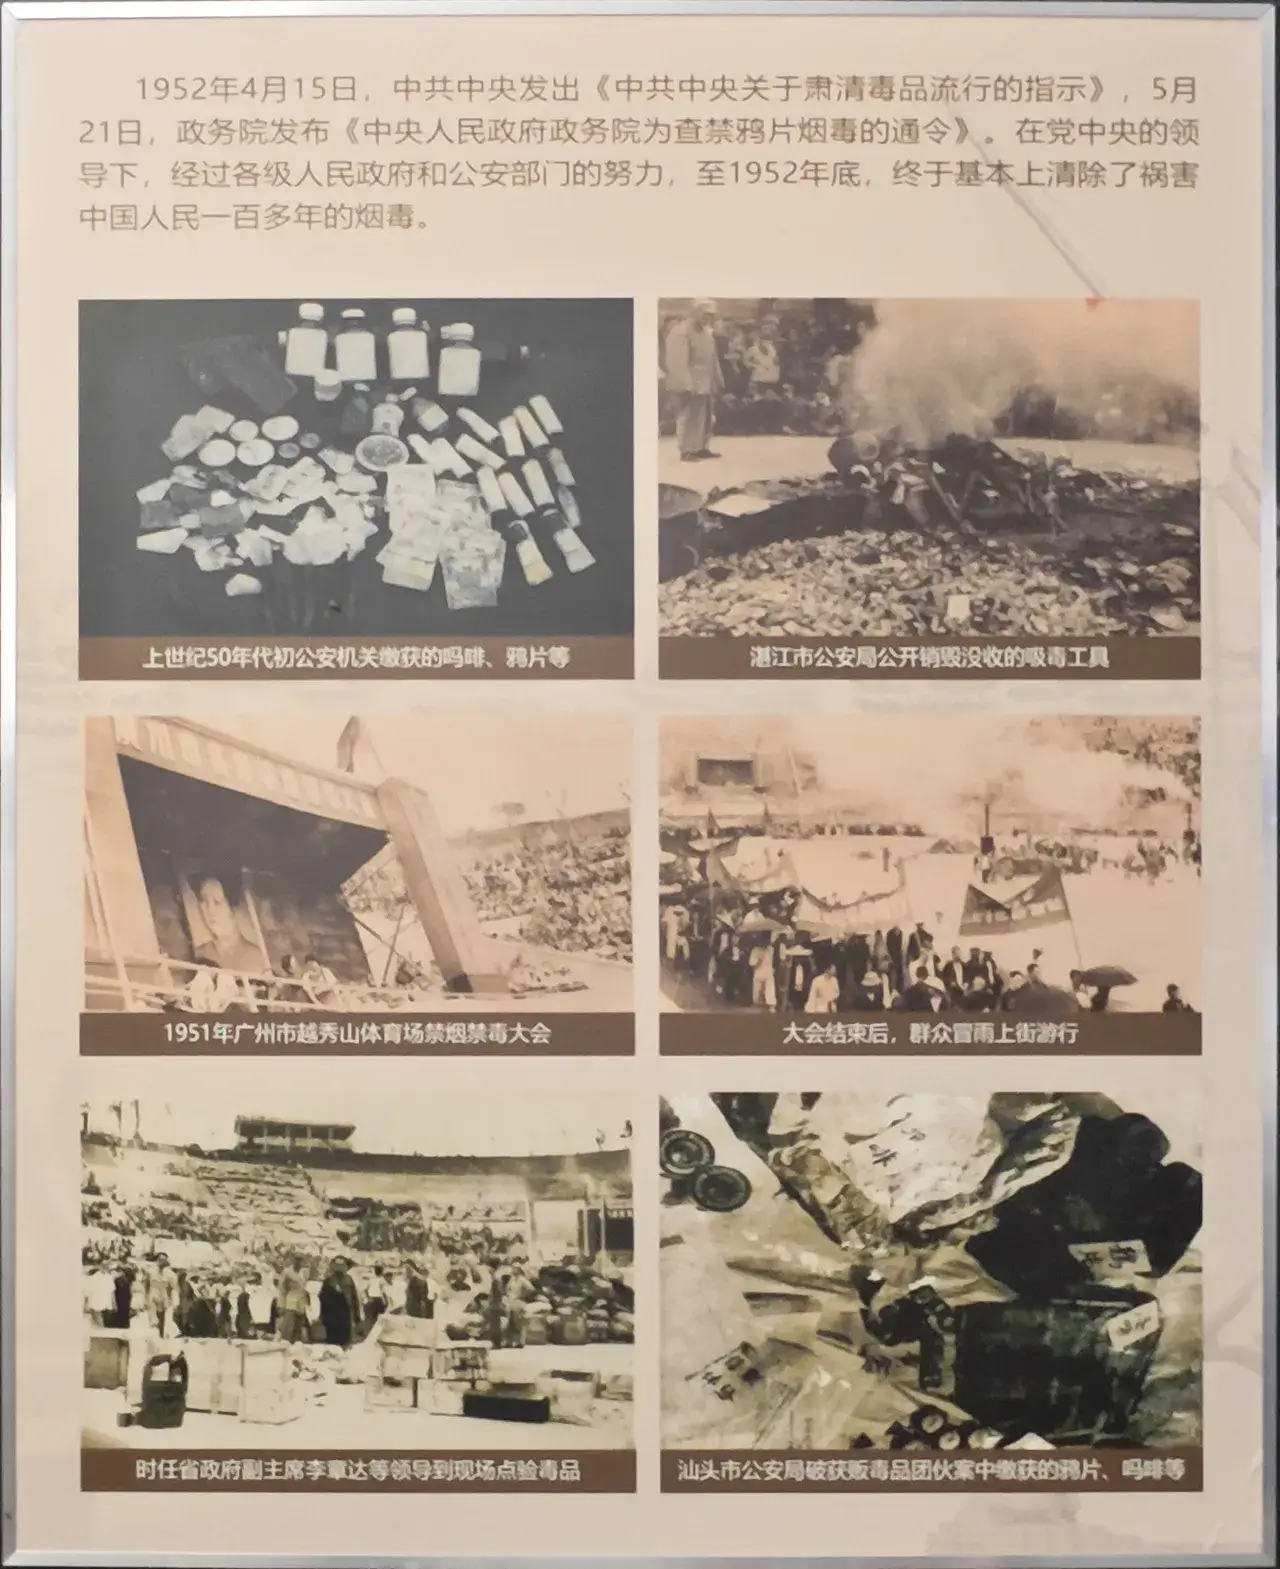 1952年4月15日，中共中央发出《中共中央关于肃清毒品流行的指示》，5月
21日，政务院发布《中央人民政府政务院为查禁鸦片烟毒的通令》。在党中央的领
导下，经过各级人民政府和公安部门的努力，至1952年底，终于基本上清除了祸害
中国人民一百多年的烟毒。
上世纪50年代初公安机关缴获的吗啡、鸦片等
湛江市公安局公开销毁没收的吸毒工具
1951年广州市越秀山体育场禁烟禁毒大会
大会结束后，群众冒雨上街游行
时任省政府副主席李章达等领导到现场点验毒品
汕头市公安局破获贩毒品团伙案中缴获的鸦片、吗啡等